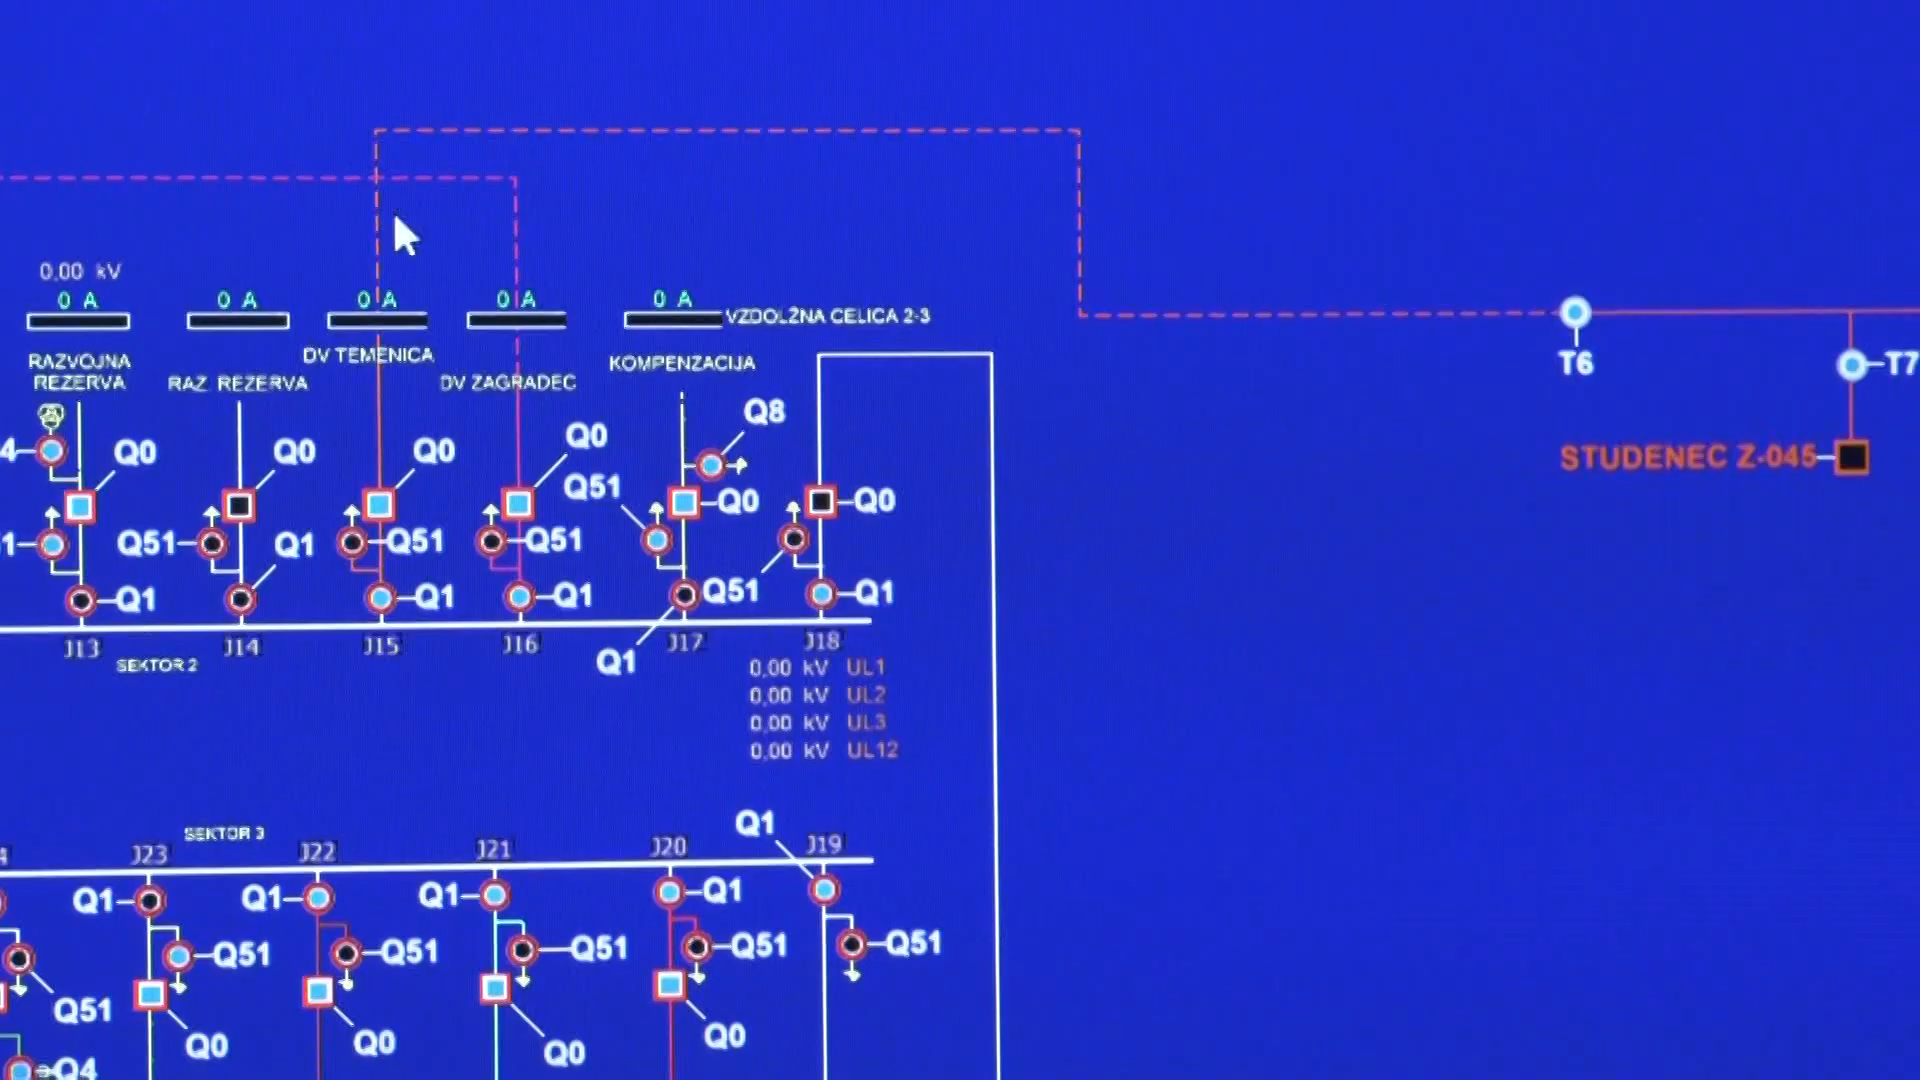 0,00 kV
0 A
0 A
0 A
0 A
0 A
VZDOLŽNA CELICA 2-3
RAZVOJNA
REZERVA
RAZ. REZERVA
DV TEMENICA
DV ZAGRADEC
KOMPENZACIJA
T6
T7
STUDENEC Z-045
Q8
4
Q0
Q0
Q0
Q0
Q51
Q0
Q0
1
Q51
Q1
Q51
Q51
Q1
Q1
Q1
Q51
Q1
Q1
J13
J14
J15
J16
J17
J18
SEKTOR 2
Q1
0,00 kV UL1
0,00 kV UL2
0,00 kV UL3
0,00 kV UL12
SEKTOR 3
Q1
4
J23
J22
J21
J20
J19
Q1
Q1
Q1
Q1
Q51
Q51
Q51
Q51
Q51
Q51
Q0
Q0
Q0
Q0
Q4